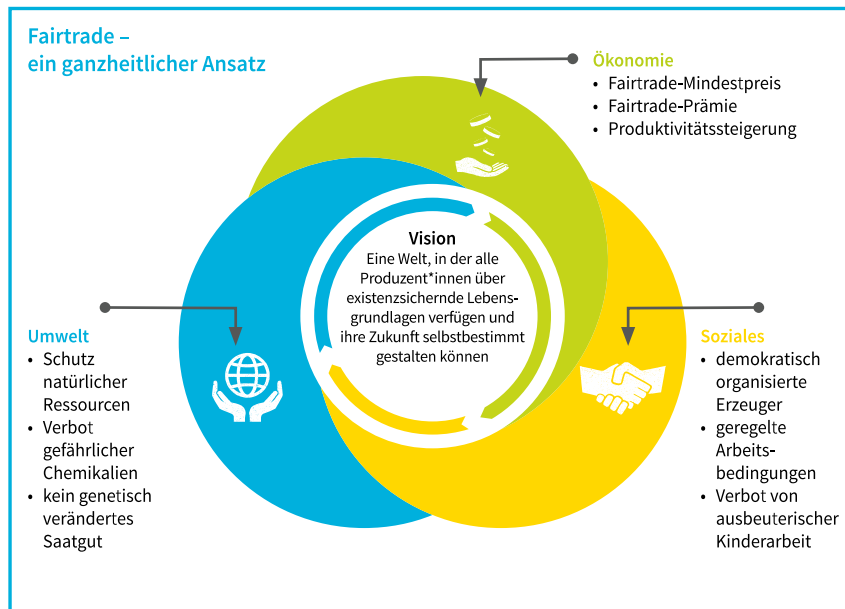 Fairtrade –
ein ganzheitlicher Ansatz
Ökonomie
• Fairtrade-Mindestpreis
• Fairtrade-Prämie
• Produktivitätssteigerung
Vision
Eine Welt, in der alle
Produzent*innen über
existenzsichernde Lebens-
grundlagen verfügen und
ihre Zukunft selbstbestimmt
gestalten können
Umwelt
• Schutz
natürlicher
Ressourcen
• Verbot
gefährlicher
Chemikalien
• kein genetisch
verändertes
Saatgut
Soziales
• demokratisch
organisierte
Erzeuger
• geregelte
Arbeits-
bedingungen
• Verbot von
ausbeuterischer
Kinderarbeit